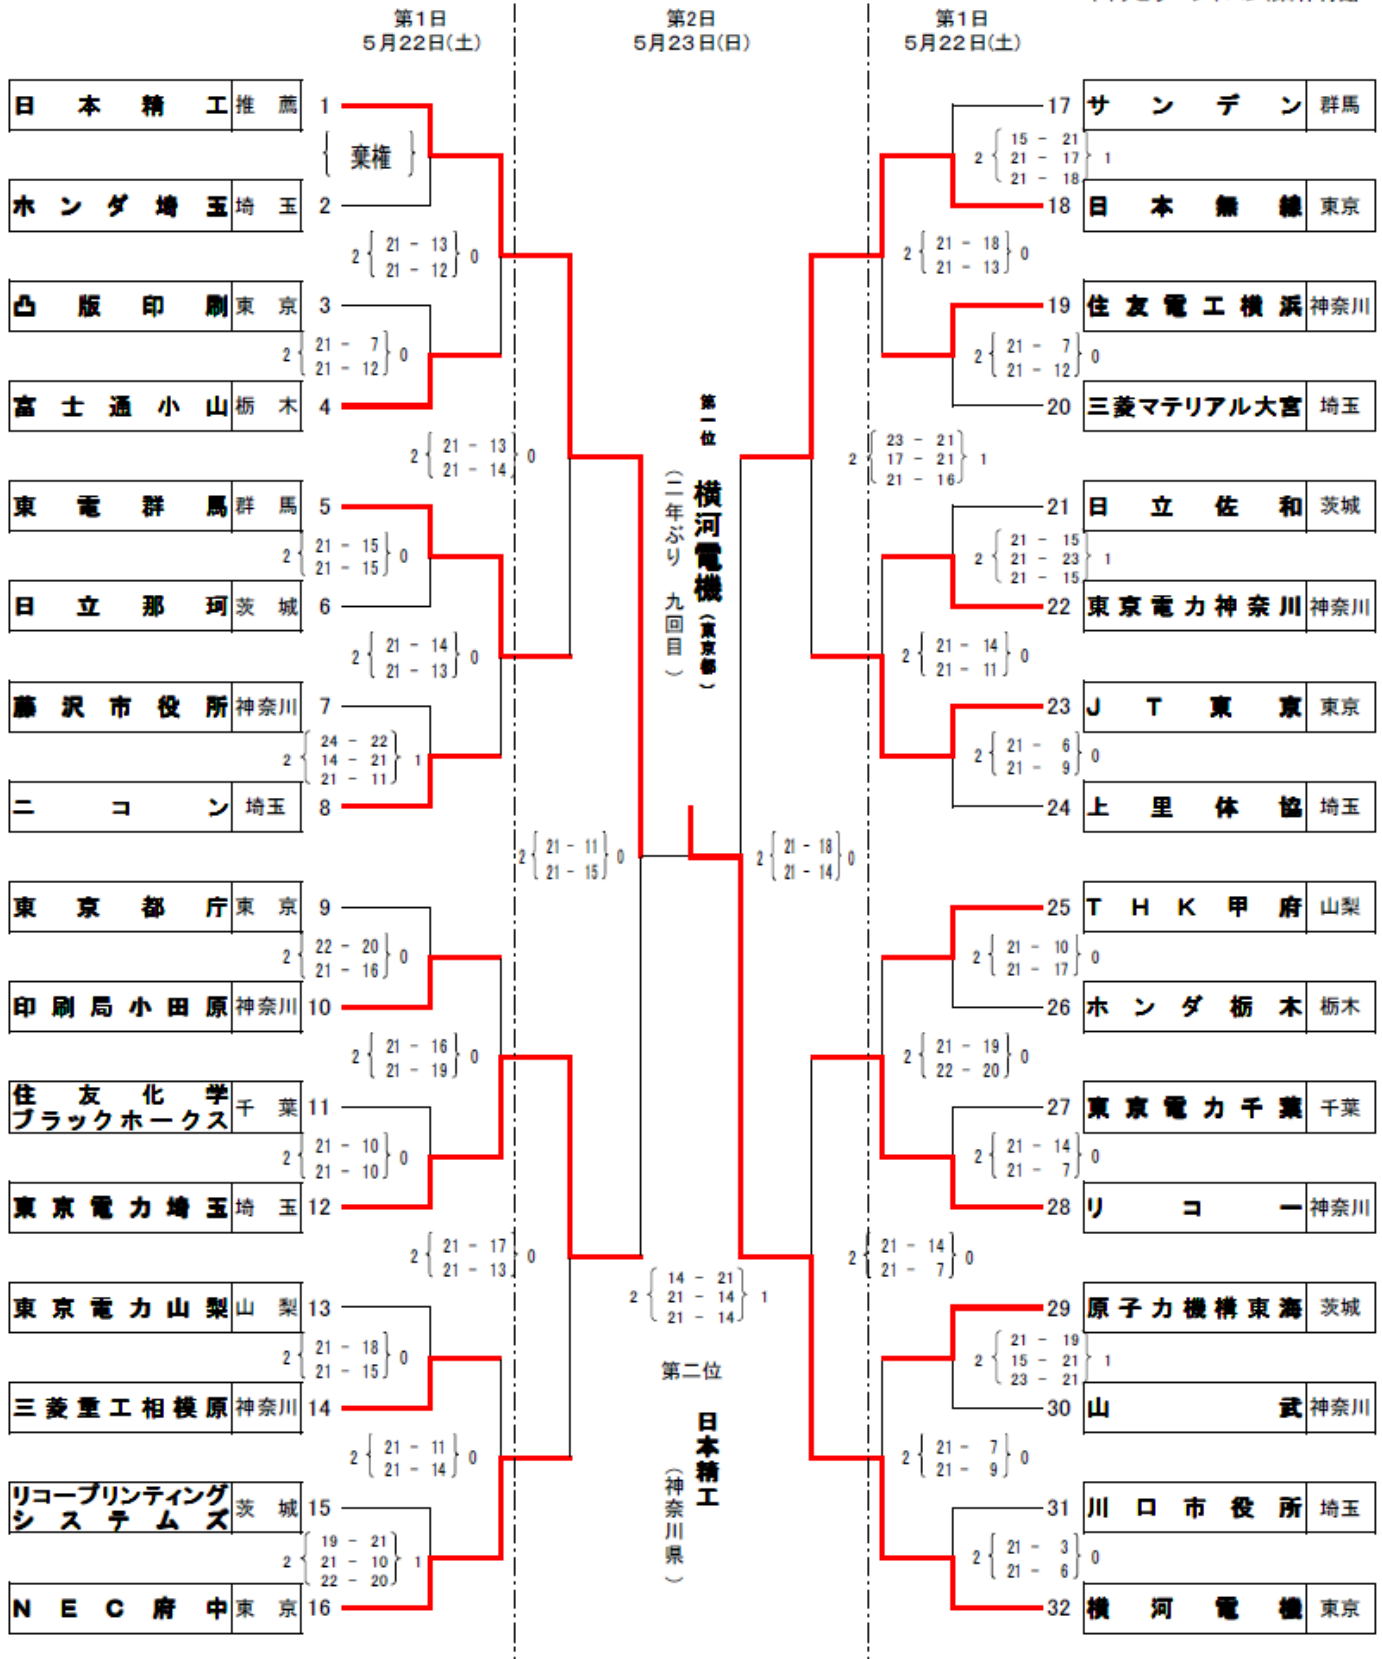 第1日
5月22日(土)
第2日
5月23日(日)
第1日
5月22日(土)
日本精工 推薦 1
棄権
ホンダ埼玉 埼玉 2
2 21 - 13 0
21 - 12
凸版印刷 東京 3
2 21 - 7 0
21 - 12
富士通小山 栃木 4
2 21 - 13 0
21 - 14
東電群馬 群馬 5
2 21 - 15 0
21 - 15
日立那珂 茨城 6
2 21 - 14 0
21 - 13
藤沢市役所 神奈川 7
24 - 22
2 14 - 21 1
21 - 11
ニコン 埼玉 8
2 21 - 11 0
21 - 15
東京都庁 東京 9
2 22 - 20 0
21 - 16
印刷局小田原 神奈川 10
2 21 - 16 0
21 - 19
住友化学
ブラックホークス 千葉 11
2 21 - 10 0
21 - 10
東京電力埼玉 埼玉 12
2 21 - 17 0
21 - 13
東京電力山梨 山梨 13
2 21 - 18 0
21 - 15
三菱重工相模原 神奈川 14
2 21 - 11 0
21 - 14
リコープリンティング
システムズ 茨城 15
19 - 21
2 21 - 10 1
22 - 20
NEC府中 東京 16
第一位
横河電機(東京都)
(二年ぶり 九回目)
14 - 21
2 21 - 14 1
21 - 14
第二位
日本精工
(神奈川県)
17 サンデン 群馬
15 - 21
2 21 - 17 1
21 - 18
18 日本無線 東京
2 21 - 18 0
21 - 13
19 住友電工横浜 神奈川
2 21 - 7 0
21 - 12
20 三菱マテリアル大宮 埼玉
23 - 21
2 17 - 21 1
21 - 16
21 日立佐和 茨城
21 - 15
2 21 - 23 1
21 - 15
22 東京電力神奈川 神奈川
2 21 - 14 0
21 - 11
23 JT東京 東京
2 21 - 6 0
21 - 9
24 上里体協 埼玉
2 21 - 18 0
21 - 14
25 THK甲府 山梨
2 21 - 10 0
21 - 17
26 ホンダ栃木 栃木
2 21 - 19 0
22 - 20
27 東京電力千葉 千葉
2 21 - 14 0
21 - 7
28 リコー 神奈川
2 21 - 14 0
21 - 7
29 原子力機構東海 茨城
21 - 19
2 15 - 21 1
23 - 21
30 山武 神奈川
2 21 - 7 0
21 - 9
31 川口市役所 埼玉
2 21 - 3 0
21 - 6
32 横河電機 東京